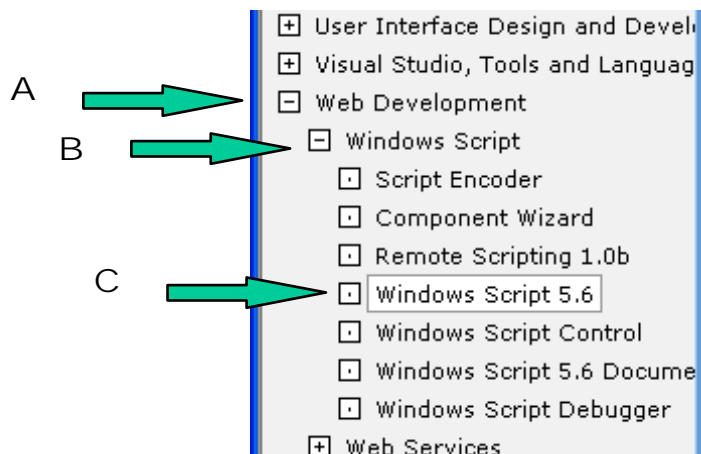 User Interface Design and Devel
Visual Studio, Tools and Languag
A
Web Development
B
Windows Script
Script Encoder
Component Wizard
Remote Scripting 1.0b
C
Windows Script 5.6
Windows Script Control
Windows Script 5.6 Docume
Windows Script Debugger
Web Services